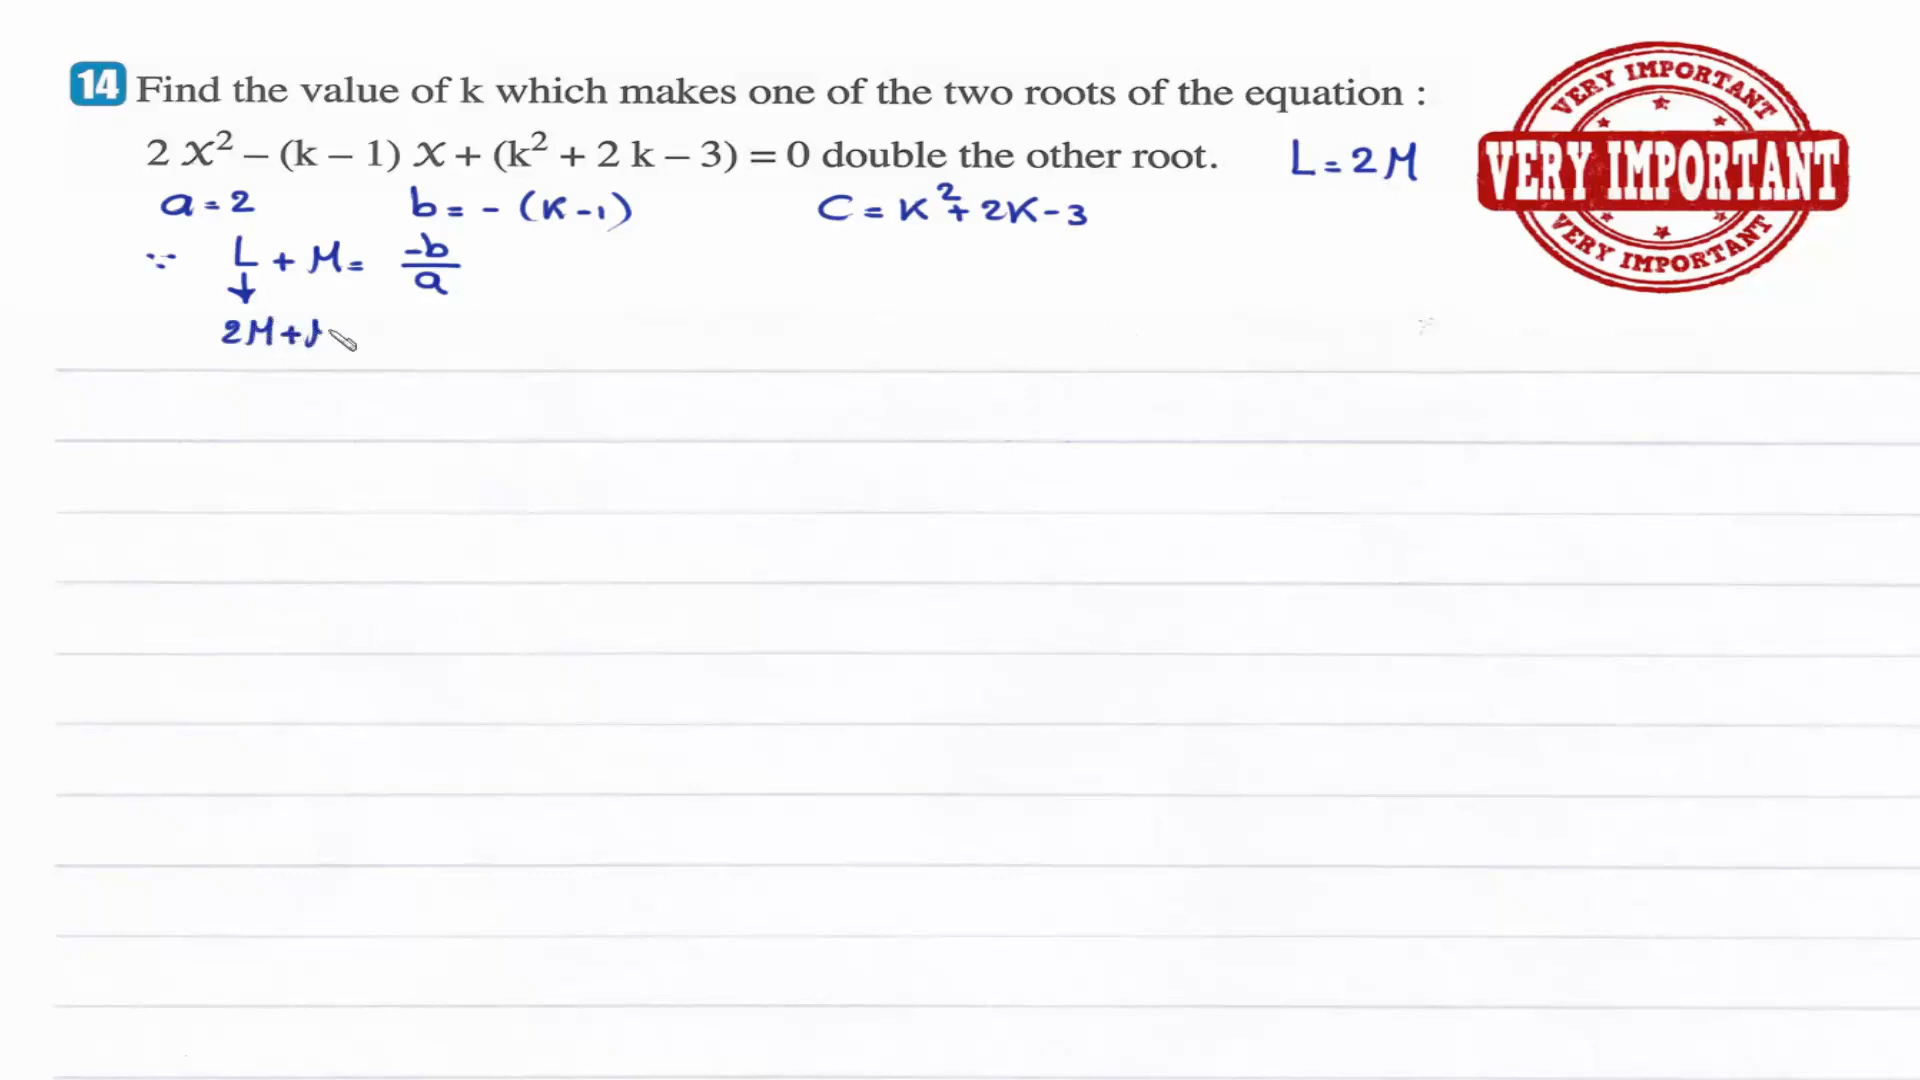 14 Find the value of k which makes one of the two roots of the equation :
2 x² – (k – 1) x + (k² + 2 k – 3) = 0 double the other root. L = 2M
a = 2 b = - (K - 1) C = K² + 2K - 3
∵ L + M = -b/a
↓
2M +
VERY IMPORTANT
VERY IMPORTANT
VERY IMPORTANT